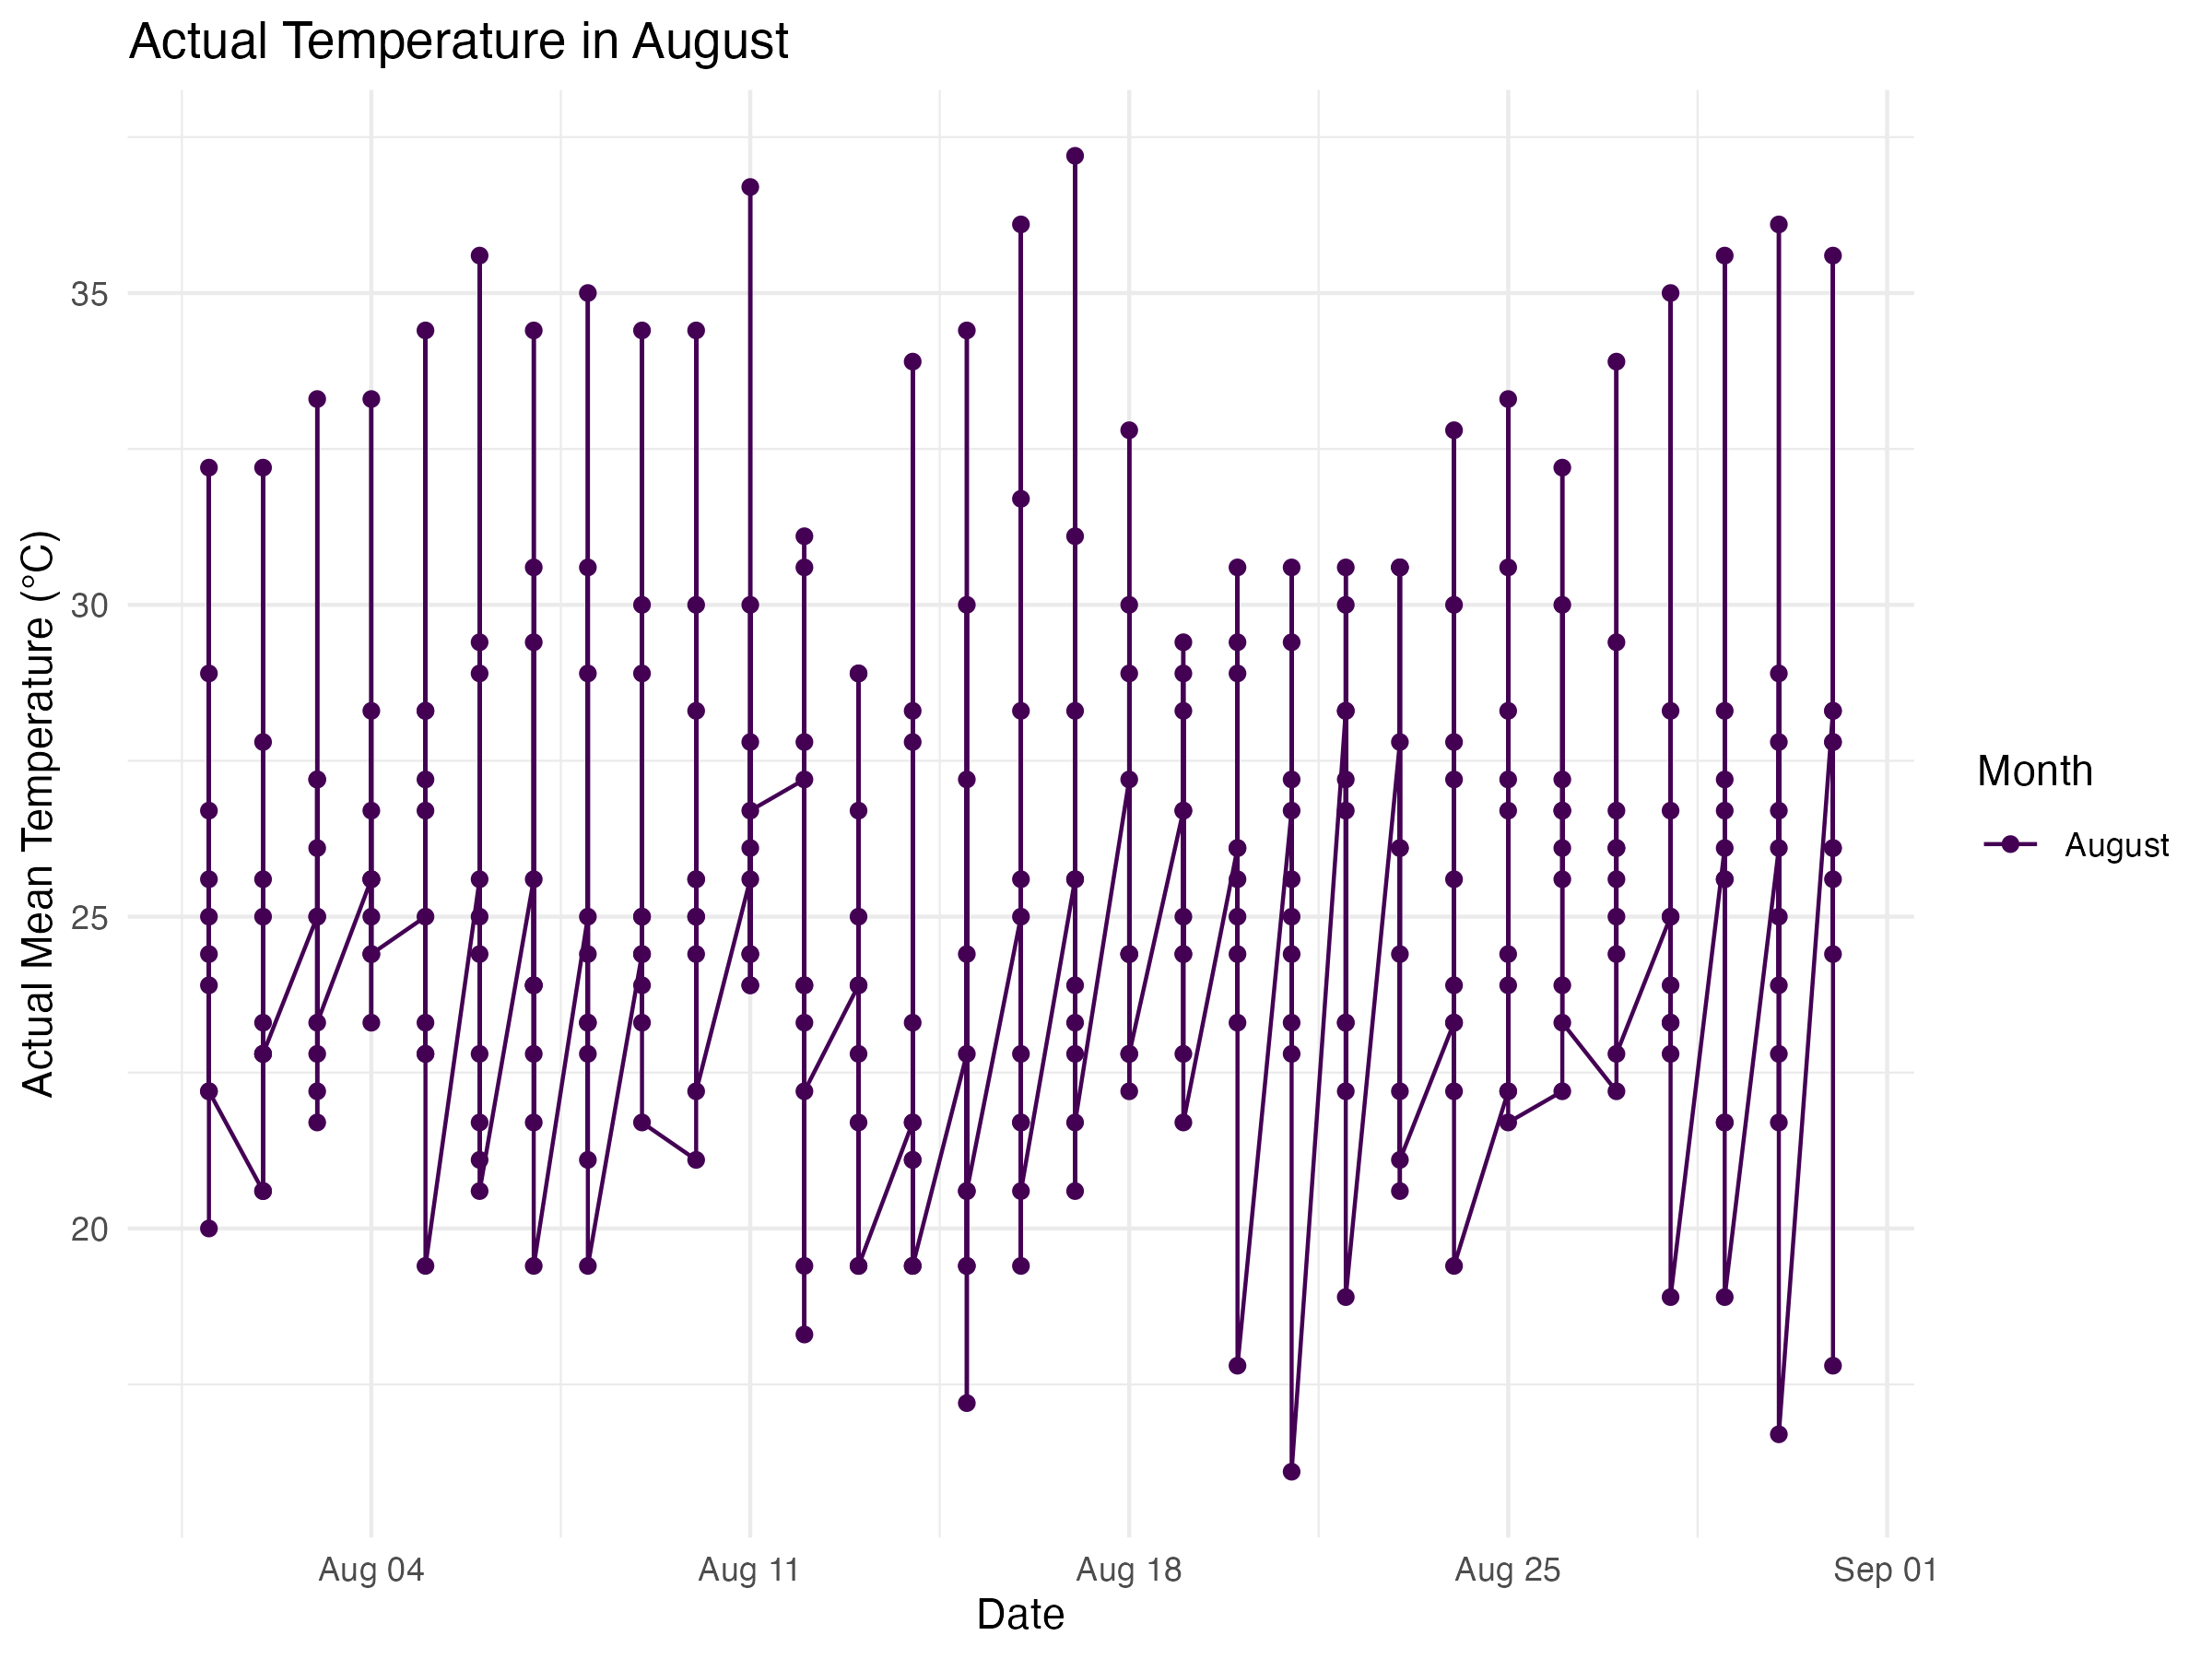 Actual Temperature in August
Actual Mean Temperature (°C)
35
30
25
20
Aug 04
Aug 11
Aug 18
Aug 25
Sep 01
Date
Month
August